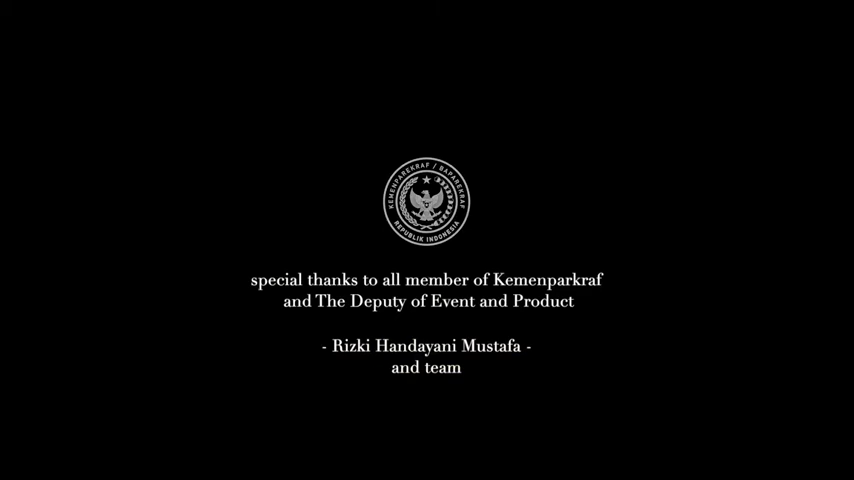 KEMENPAREKRAF / BAPAREKRAF
REPUBLIK INDONESIA
special thanks to all member of Kemenparkraf
and The Deputy of Event and Product
- Rizki Handayani Mustafa -
and team